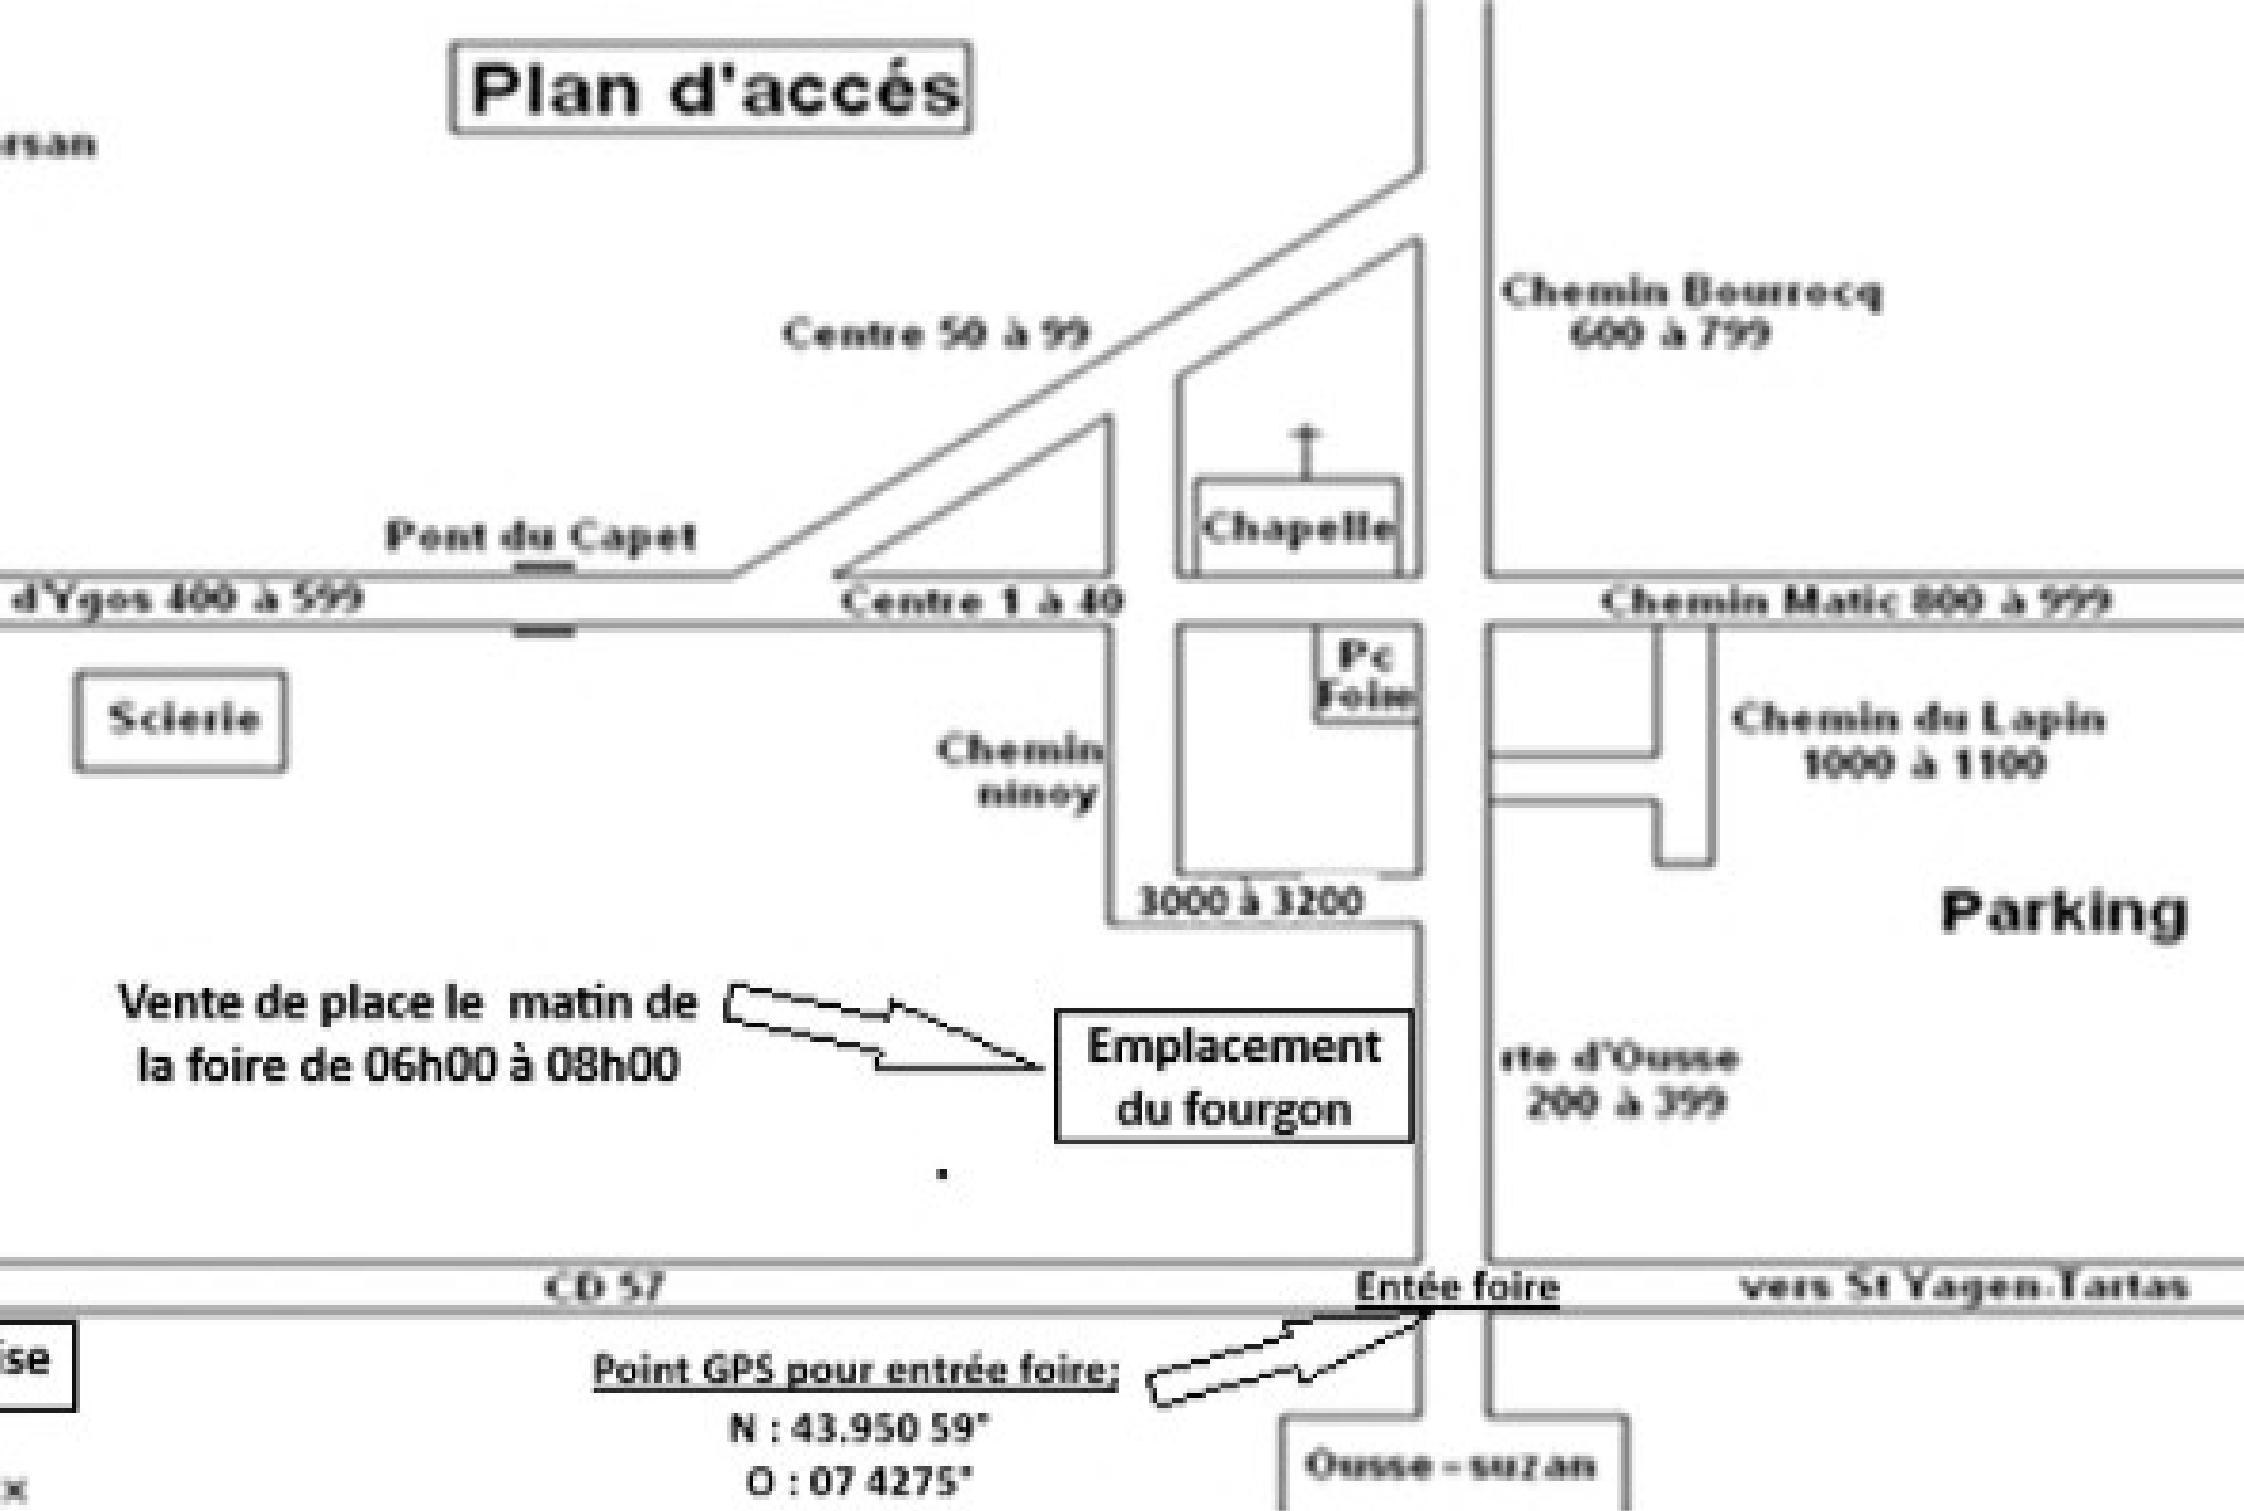 Plan d'accés
rsan
Chemin Bourrocq
600 à 799
Centre 50 à 99
Chapelle
Pont du Capet
d'Ygos 400 à 599
Centre 1 à 40
Chemin Matic 800 à 999
Pc
Foire
Scierie
Chemin
ninoy
Chemin du Lapin
1000 à 1100
3000 à 3200
Parking
Vente de place le matin de
la foire de 06h00 à 08h00
Emplacement
du fourgon
rte d'Ousse
200 à 399
CD 57
Entée foire
vers St Yagen-Tartas
ise
Point GPS pour entrée foire;
N : 43.950 59°
O : 07 4275°
Ousse-suzan
x